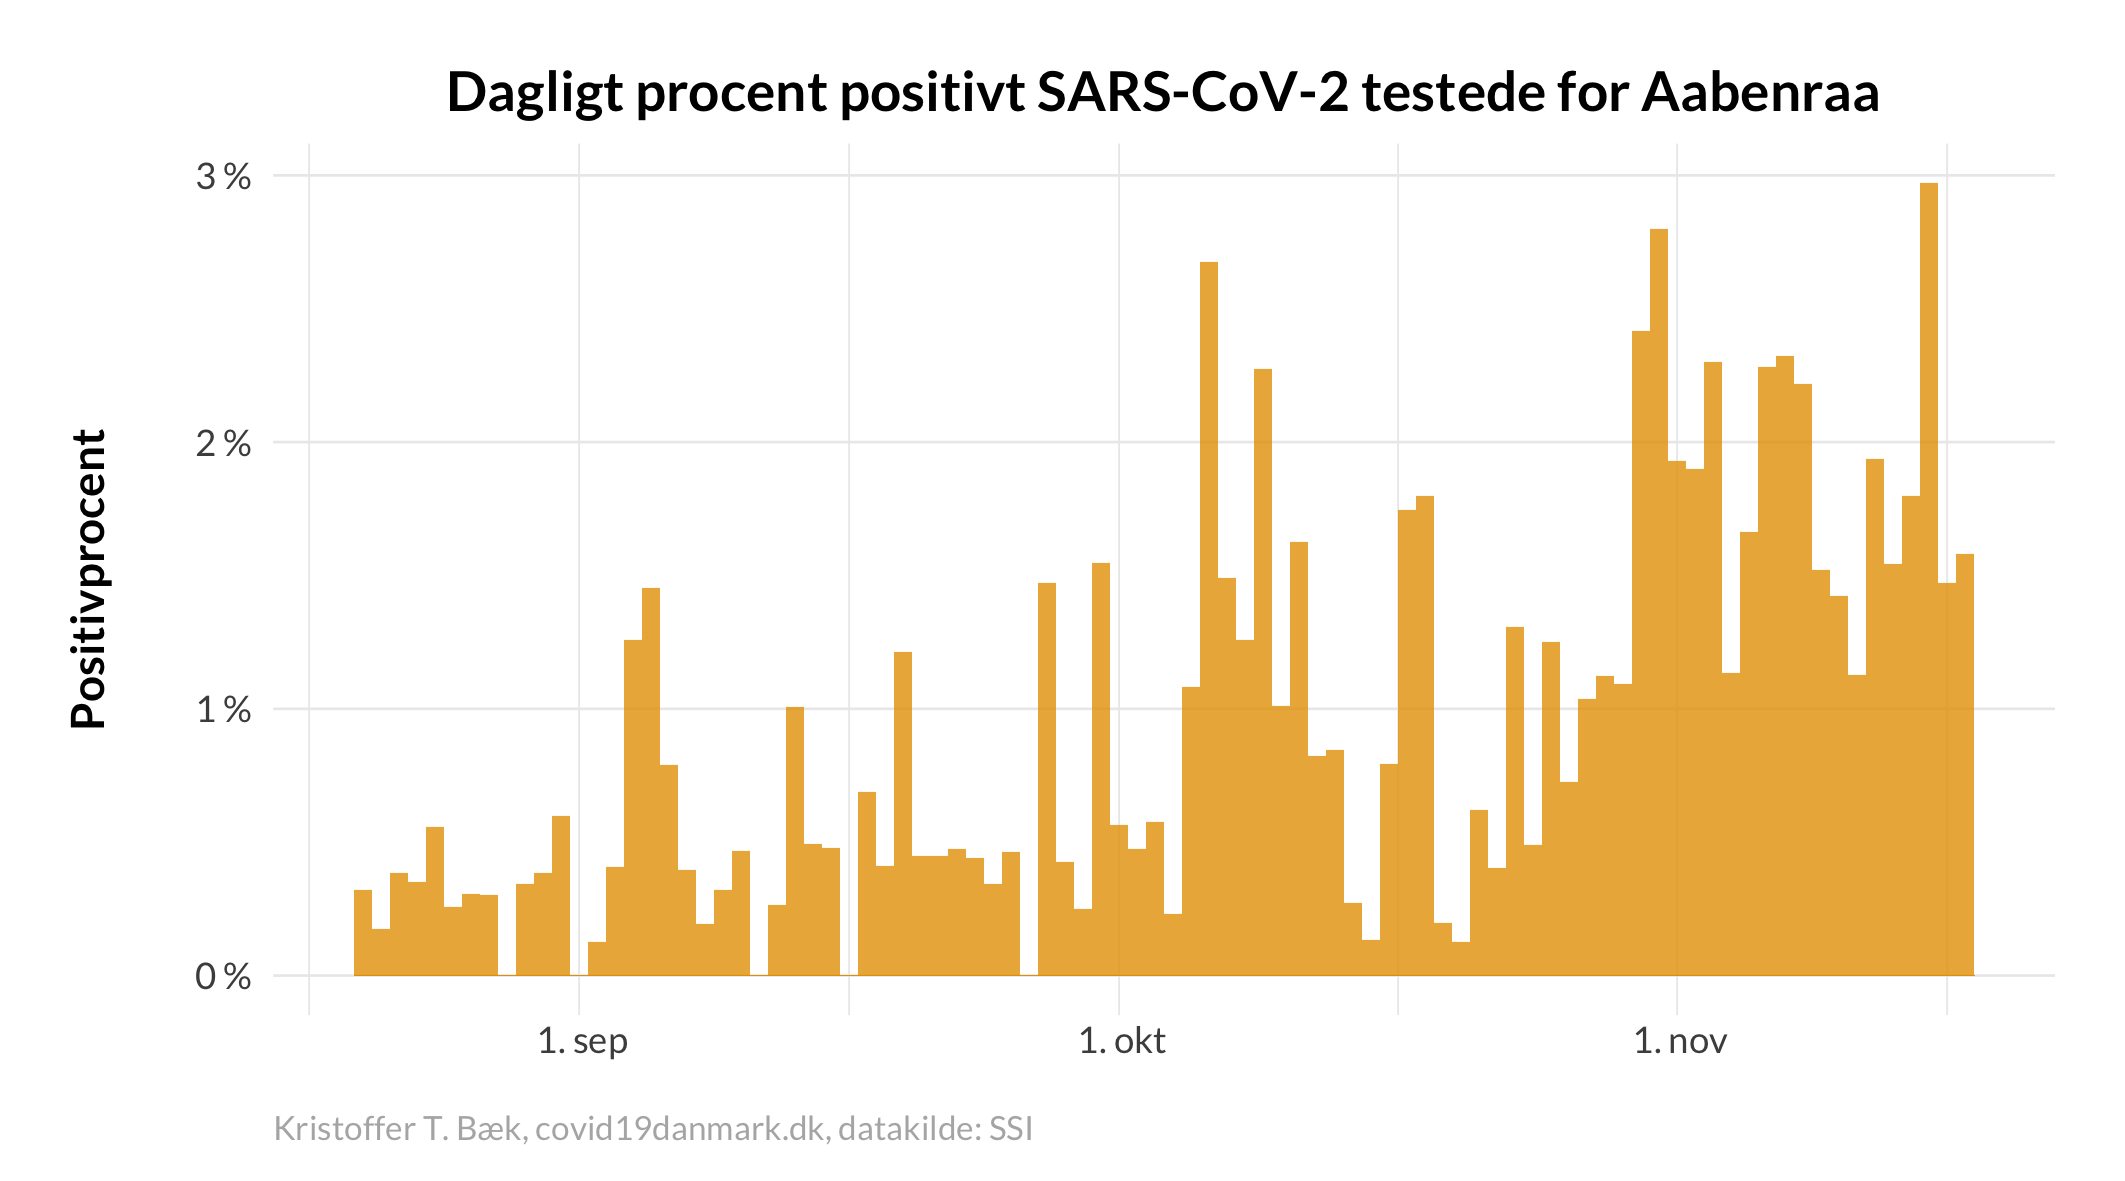 Dagligt procent positivt SARS-CoV-2 testede for Aabenraa
Positivprocent
3 %
2 %
1 %
0 %
1. sep
1. okt
1. nov
Kristoffer T. Bæk, covid19danmark.dk, datakilde: SSI